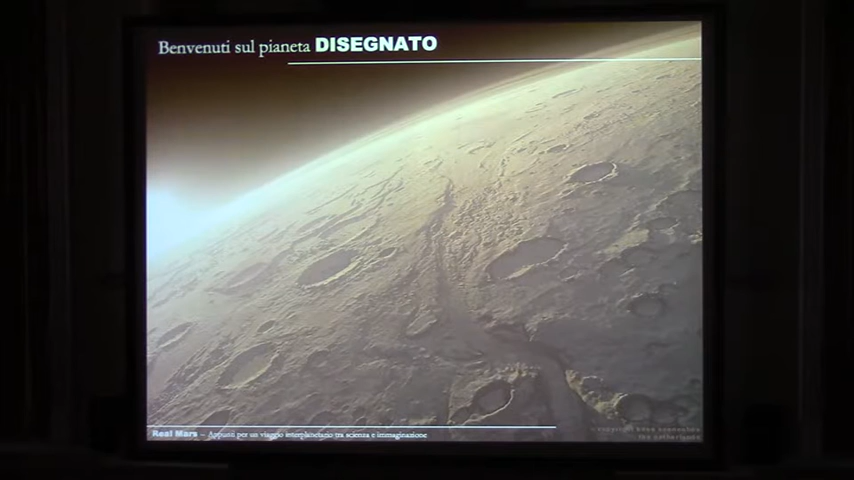 Benvenuti sul pianeta DISEGNATO
Real Mars – Appunti per un viaggio interplanetario tra scienza e immaginazione